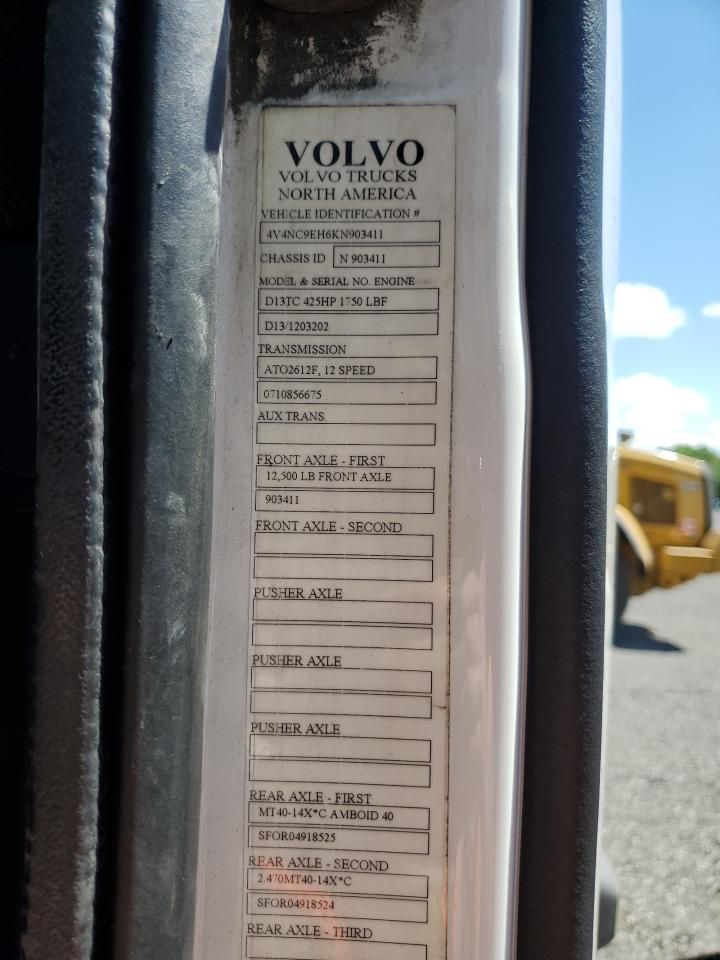 VOLVO
VOLVO TRUCKS
NORTH AMERICA
VEHICLE IDENTIFICATION #
4V4NC9EH6KN903411
CHASSIS ID N 903411
MODEL & SERIAL NO. ENGINE
D13TC 425HP 1750 LBF
D13/1203202
TRANSMISSION
ATO2612F, 12 SPEED
0710856675
AUX TRANS.
FRONT AXLE - FIRST
12,500 LB FRONT AXLE
903411
FRONT AXLE - SECOND
PUSHER AXLE
PUSHER AXLE
PUSHER AXLE
REAR AXLE - FIRST
MT40-14X*C AMBOID 40
SFOR04918525
REAR AXLE - SECOND
2.470MT40-14X*C
SFOR04918524
REAR AXLE - THIRD